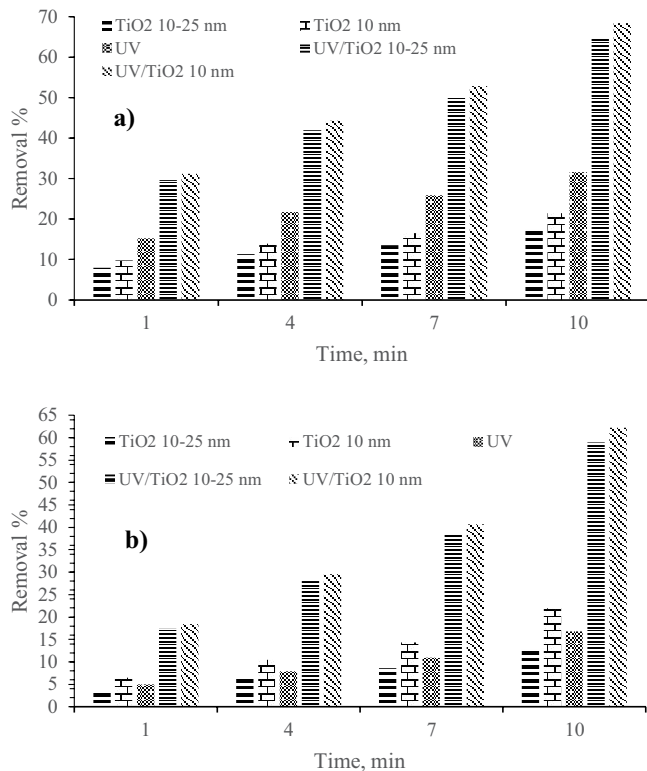 TiO2 10-25 nm TiO2 10 nm
UV UV/TiO2 10-25 nm
UV/TiO2 10 nm
a)
Removal %
70
60
50
40
30
20
10
0
1 4 7 10
Time, min
TiO2 10-25 nm TiO2 10 nm UV
UV/TiO2 10-25 nm UV/TiO2 10 nm
b)
Removal %
65
60
55
50
45
40
35
30
25
20
15
10
5
0
1 4 7 10
Time, min